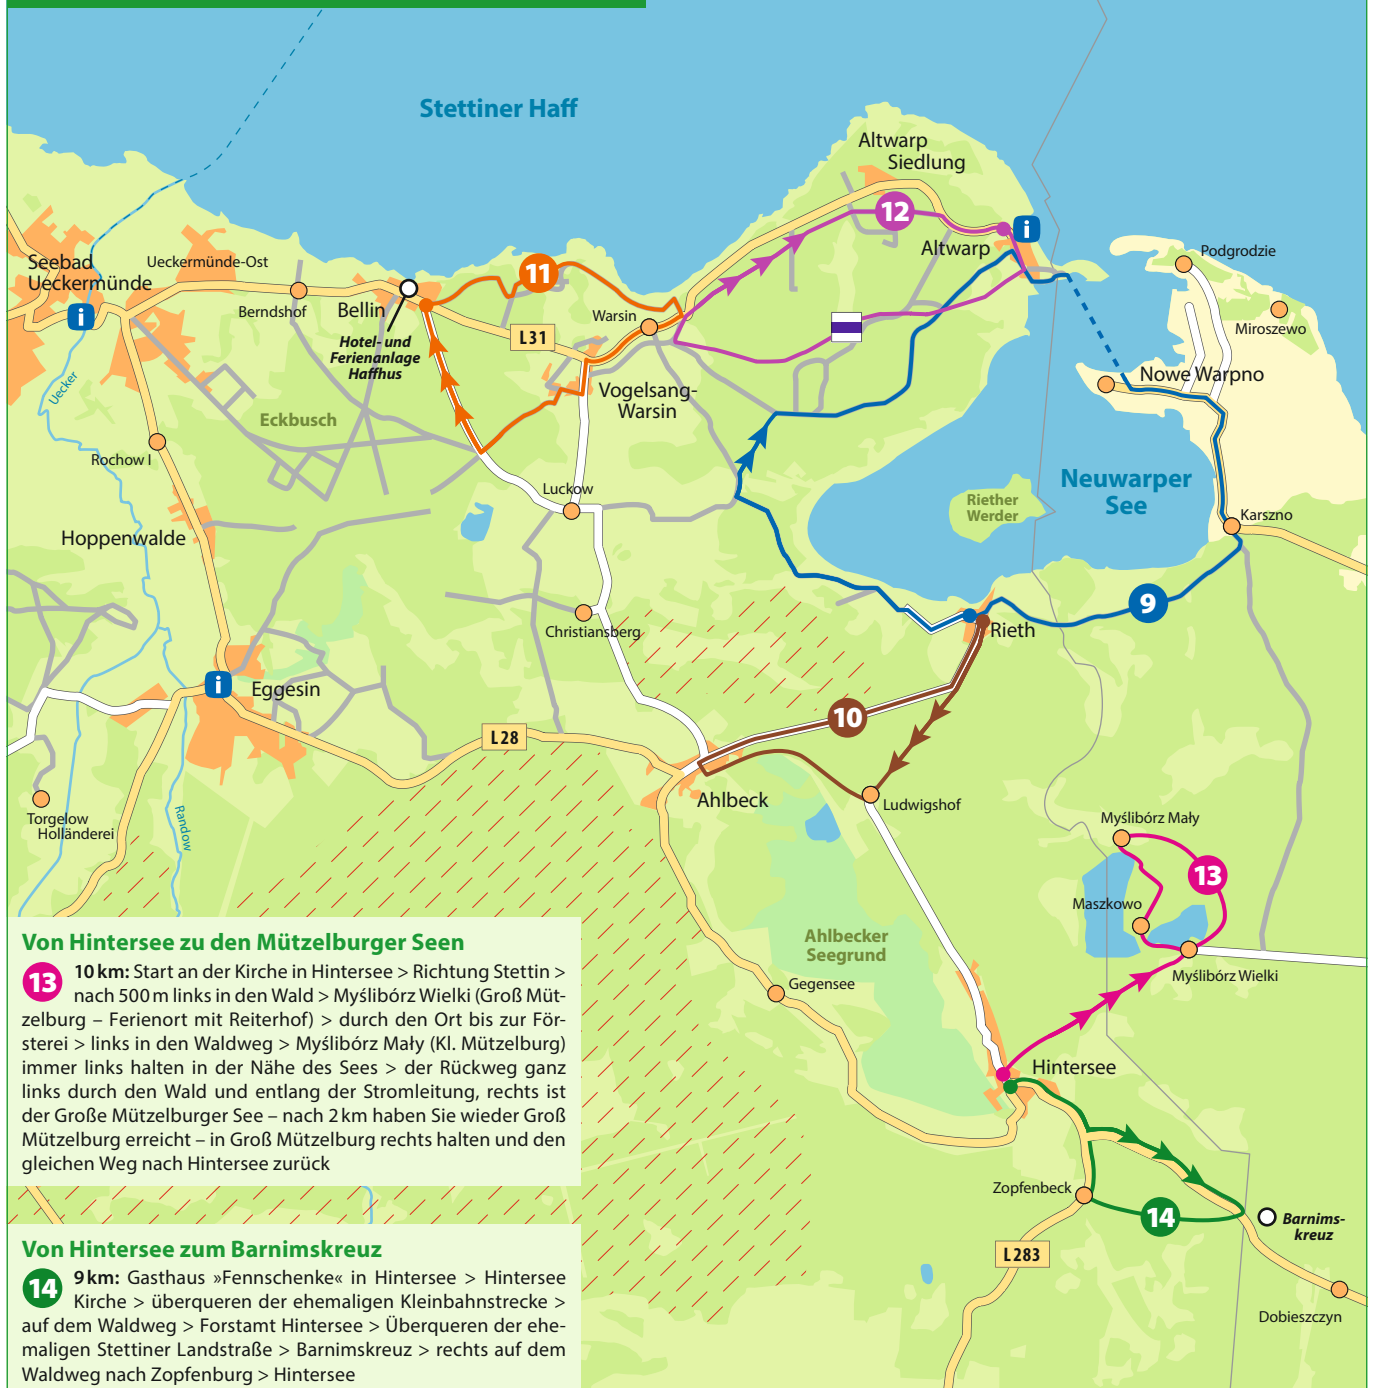 Stettiner Haff
Altwarp
Siedlung
12
i
Altwarp
Podgrodzie
Seebad
Ueckermünde
Ueckermünde-Ost
11
i
Berndshof
Bellin
Warsin
Miroszewo
L31
Hotel- und
Ferienanlage
Haffhus
Nowe Warpno
Uecker
Vogelsang-
Warsin
Eckbusch
Rochow I
Neuwarper
See
Luckow
Riether
Werder
Karszno
Hoppenwalde
9
Christiansberg
Rieth
i
Eggesin
10
L28
Ahlbeck
Ludwigshof
Torgelow
Holländerei
Randow
Myślibórz Mały
13
Maszkowo
Ahlbecker
Seegrund
Myślibórz Wielki
Gegensee
Hintersee
Zopfenbeck
14
Barnims-
kreuz
L283
Dobieszczyn
Von Hintersee zu den Mützelburger Seen
13 10 km: Start an der Kirche in Hintersee > Richtung Stettin >
nach 500 m links in den Wald > Myślibórz Wielki (Groß Müt-
zelburg – Ferienort mit Reiterhof) > durch den Ort bis zur För-
sterei > links in den Waldweg > Myślibórz Mały (Kl. Mützelburg)
immer links halten in der Nähe des Sees > der Rückweg ganz
links durch den Wald und entlang der Stromleitung, rechts ist
der Große Mützelburger See – nach 2 km haben Sie wieder Groß
Mützelburg erreicht – in Groß Mützelburg rechts halten und den
gleichen Weg nach Hintersee zurück
Von Hintersee zum Barnimskreuz
14 9 km: Gasthaus »Fennschenke« in Hintersee > Hintersee
Kirche > überqueren der ehemaligen Kleinbahnstrecke >
auf dem Waldweg > Forstamt Hintersee > Überqueren der ehe-
maligen Stettiner Landstraße > Barnimskreuz > rechts auf dem
Waldweg nach Zopfenburg > Hintersee